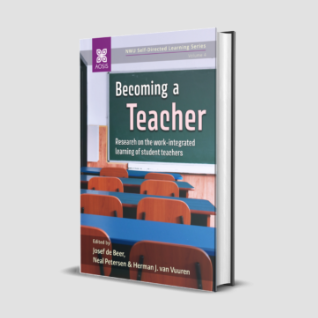 NWU Self-Directed Learning Series
AOSIS
Becoming a
Teacher
Research on the work-integrated
learning of student teachers
Edited by
Josef de Beer,
Neal Petersen & Herman J. van Vuuren